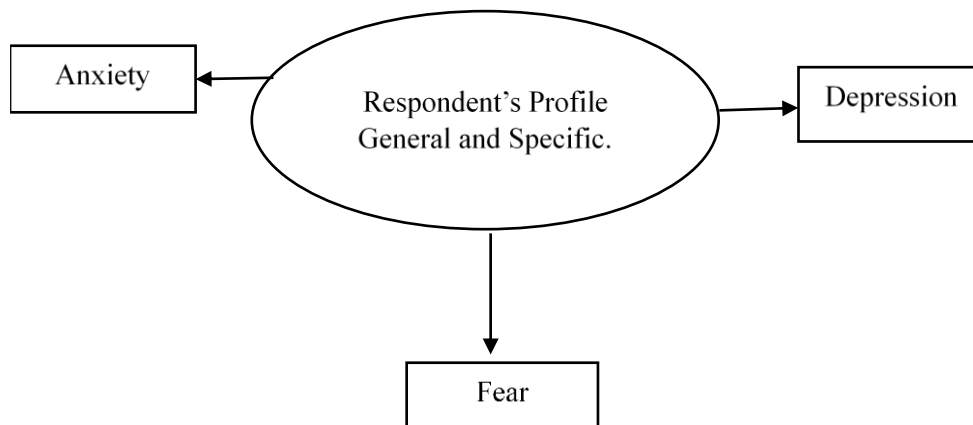 Anxiety
Respondent’s Profile
General and Specific.
Depression
Fear